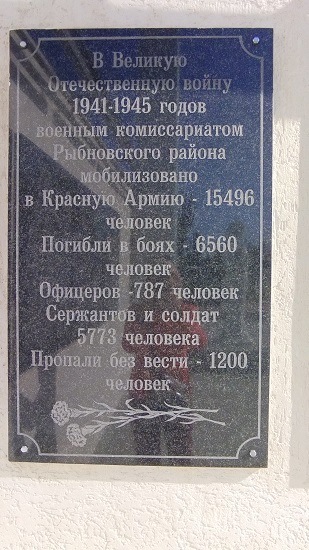 В Великую
Отечественную войну
1941-1945 годов
военным комиссариатом
Рыбновского района
мобилизовано
в Красную Армию - 15496
человек
Погибли в боях - 6560
человек
Офицеров -787 человек
Сержантов и солдат
5773 человека
Пропали без вести - 1200
человек